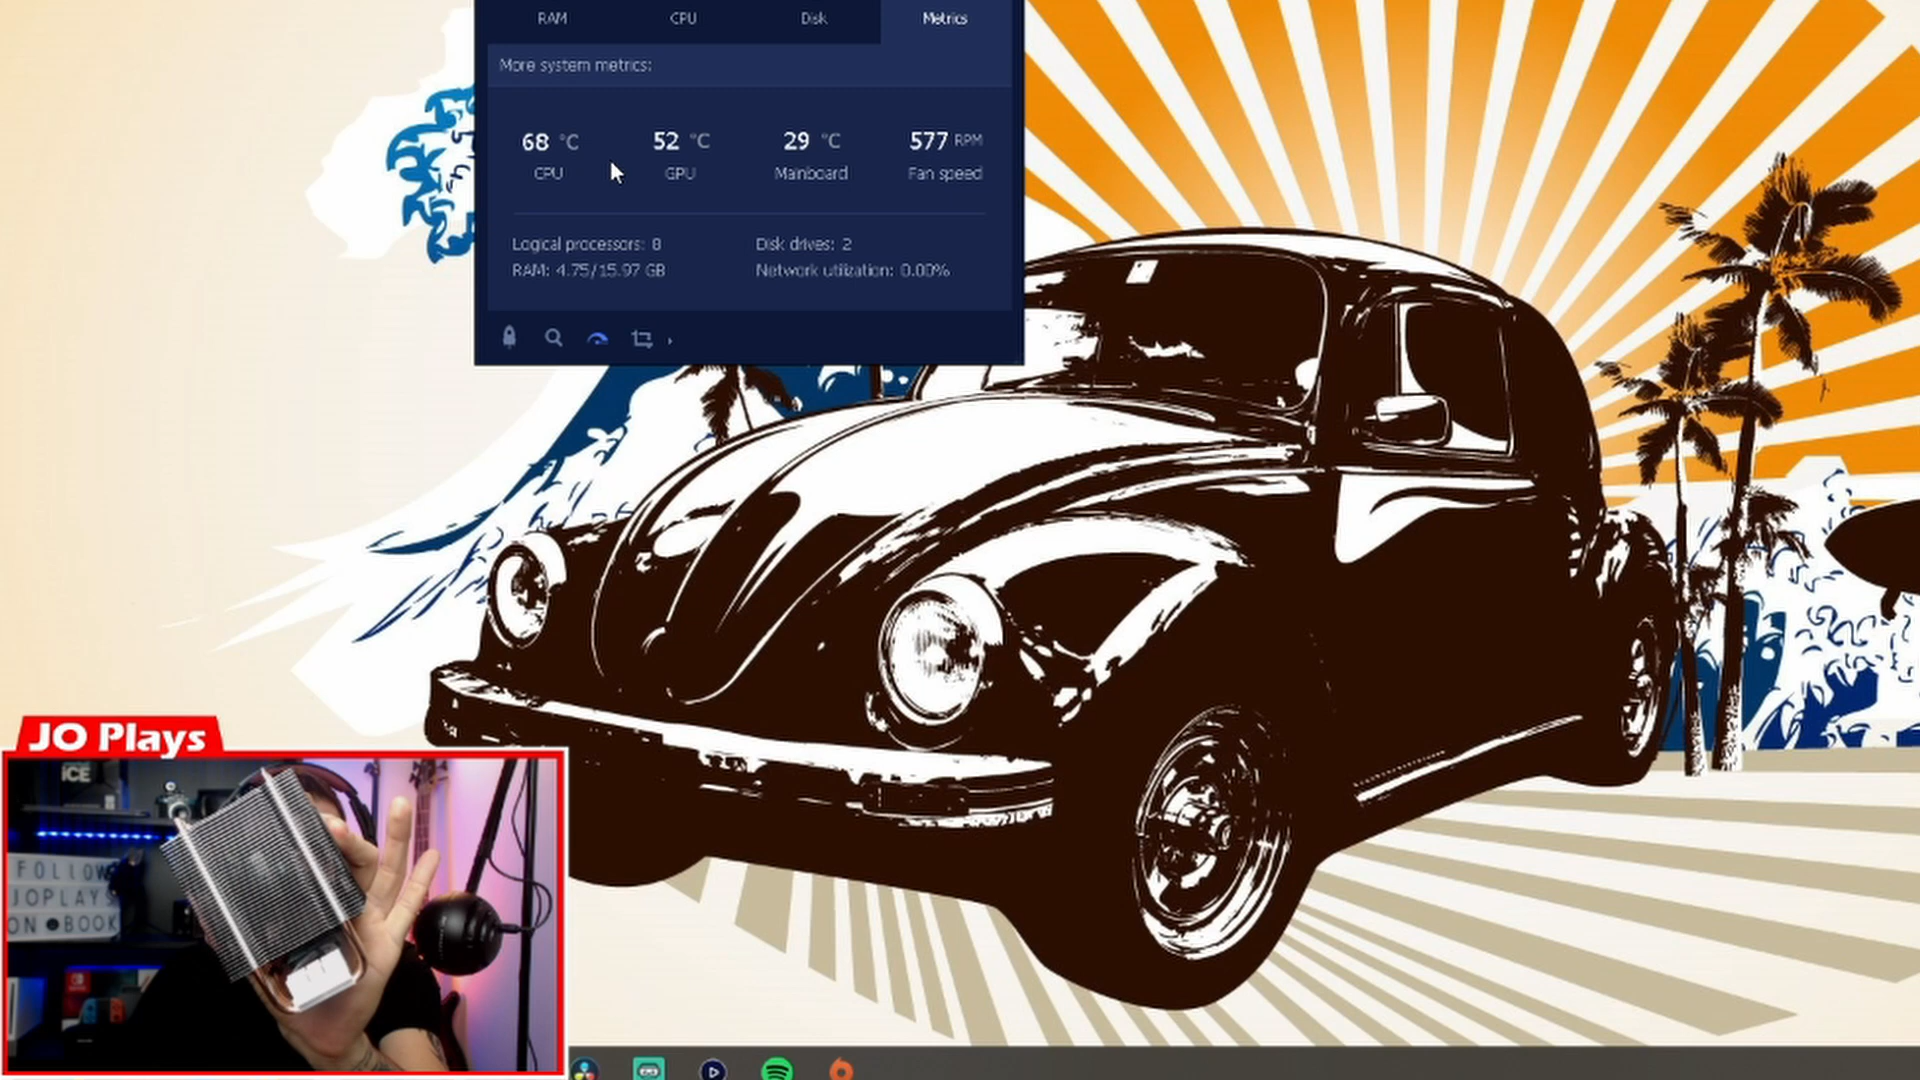 RAM CPU Disk Metrics
More system metrics:
68 °C 52 °C 29 °C 577 RPM
CPU GPU Mainboard Fan speed
Logical processors: 8 Disk drives: 2
RAM: 4.75/15.97 GB Network utilization: 0.00%
JO Plays
iCE
FOLLOW
JOPLAYS
ON BOOK